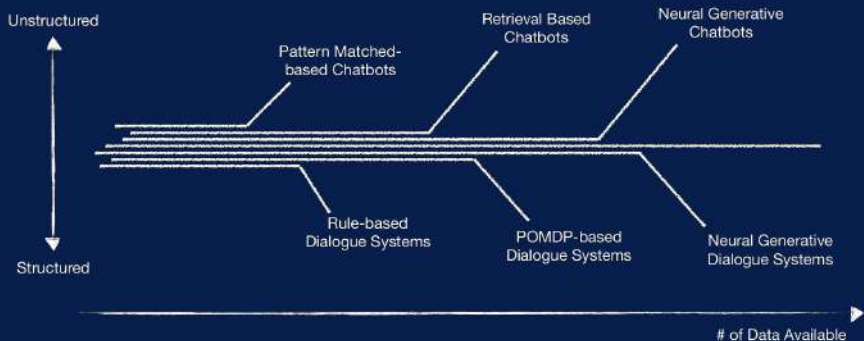 Unstructured
Pattern Matched-
based Chatbots
Retrieval Based
Chatbots
Neural Generative
Chatbots
Rule-based
Dialogue Systems
POMDP-based
Dialogue Systems
Neural Generative
Dialogue Systems
Structured
# of Data Available